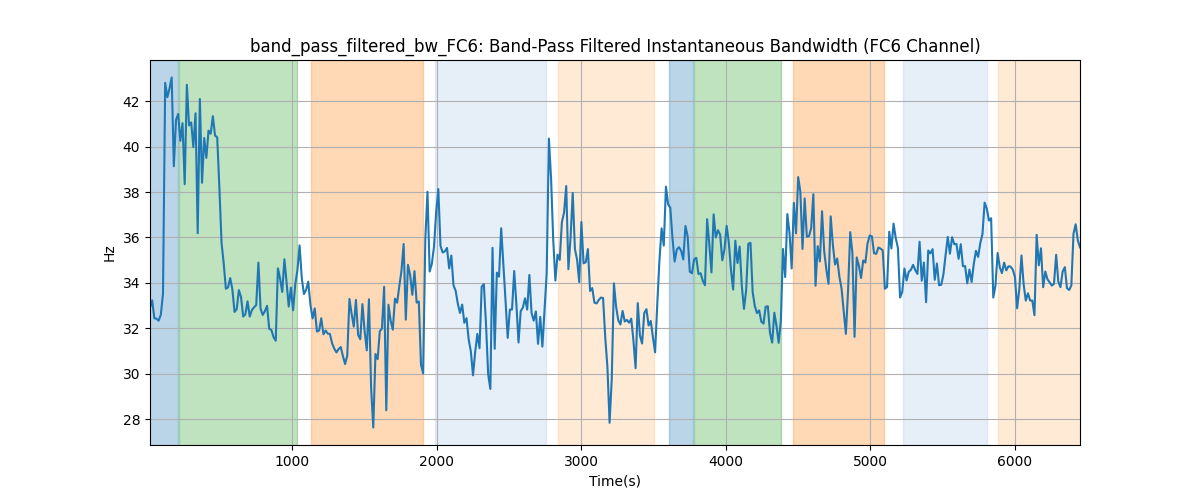 band_pass_filtered_bw_FC6: Band-Pass Filtered Instantaneous Bandwidth (FC6 Channel)
42
40
38
36
34
32
30
28
Hz
1000 2000 3000 4000 5000 6000
Time(s)